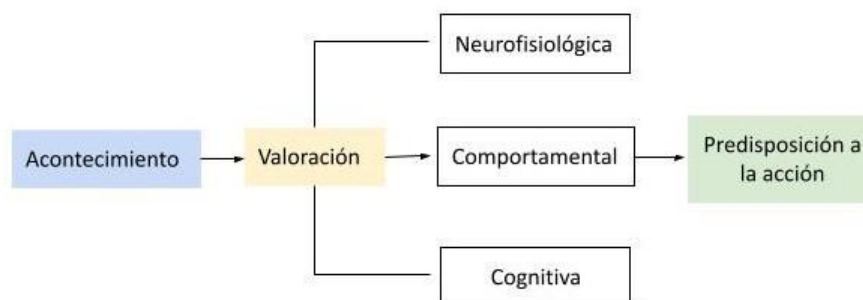 Neurofisiológica
Acontecimiento
Valoración
Comportamental
Predisposición a
la acción
Cognitiva